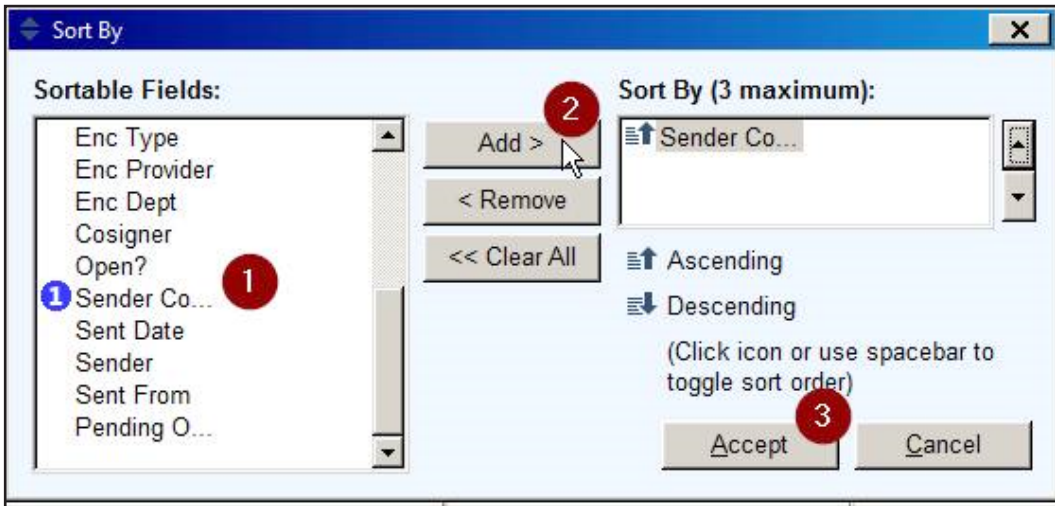 Sort By
Sortable Fields:
Enc Type
Enc Provider
Enc Dept
Cosigner
Open?
1 Sender Co...
Sent Date
Sender
Sent From
Pending O...
1
2
Add >
< Remove
<< Clear All
Sort By (3 maximum):
Sender Co...
Ascending
Descending
(Click icon or use spacebar to
toggle sort order)
3
Accept
Cancel